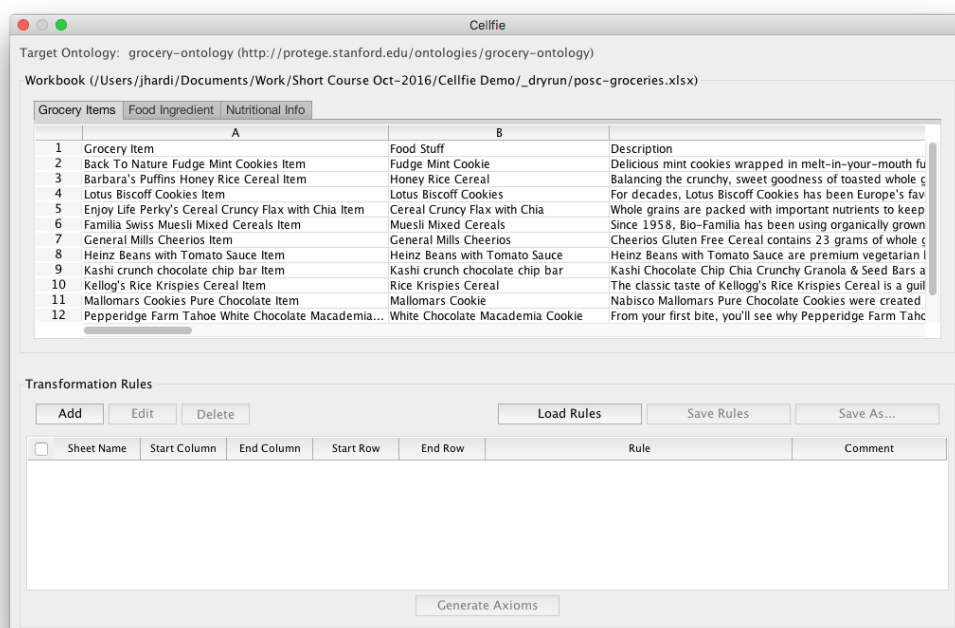 Cellfie
Target Ontology: grocery-ontology (http://protege.stanford.edu/ontologies/grocery-ontology)
Workbook (/Users/jhardi/Documents/Work/Short Course Oct-2016/Cellfie Demo/_dryrun/posc-groceries.xlsx)
Grocery Items Food Ingredient Nutritional Info
A B
1 Grocery Item Food Stuff Description
2 Back To Nature Fudge Mint Cookies Item Fudge Mint Cookie Delicious mint cookies wrapped in melt-in-your-mouth fu
3 Barbara's Puffins Honey Rice Cereal Item Honey Rice Cereal Balancing the crunchy, sweet goodness of toasted whole g
4 Lotus Biscoff Cookies Item Lotus Biscoff Cookies For decades, Lotus Biscoff Cookies has been Europe's fav
5 Enjoy Life Perky's Cereal Cruncy Flax with Chia Item Cereal Cruncy Flax with Chia Whole grains are packed with important nutrients to keep
6 Familia Swiss Muesli Mixed Cereals Item Muesli Mixed Cereals Since 1958, Bio-Familia has been using organically grown
7 General Mills Cheerios Item General Mills Cheerios Cheerios Gluten Free Cereal contains 23 grams of whole g
8 Heinz Beans with Tomato Sauce Item Heinz Beans with Tomato Sauce Heinz Beans with Tomato Sauce are premium vegetarian
9 Kashi crunch chocolate chip bar Item Kashi crunch chocolate chip bar Kashi Chocolate Chip Chia Crunchy Granola & Seed Bars a
10 Kellog's Rice Krispies Cereal Item Rice Krispies Cereal The classic taste of Kellogg's Rice Krispies Cereal is a guil
11 Mallomars Cookies Pure Chocolate Item Mallomars Cookie Nabisco Mallomars Pure Chocolate Cookies were created
12 Pepperidge Farm Tahoe White Chocolate Macademia... White Chocolate Macademia Cookie From your first bite, you'll see why Pepperidge Farm Taho
Transformation Rules
Add Edit Delete Load Rules Save Rules Save As...
Sheet Name Start Column End Column Start Row End Row Rule Comment
Generate Axioms